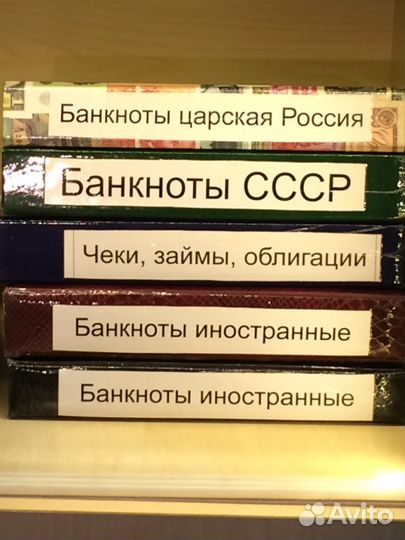 Банкноты царская Россия
Банкноты СССР
Чеки, займы, облигации
Банкноты иностранные
Банкноты иностранные
Avito